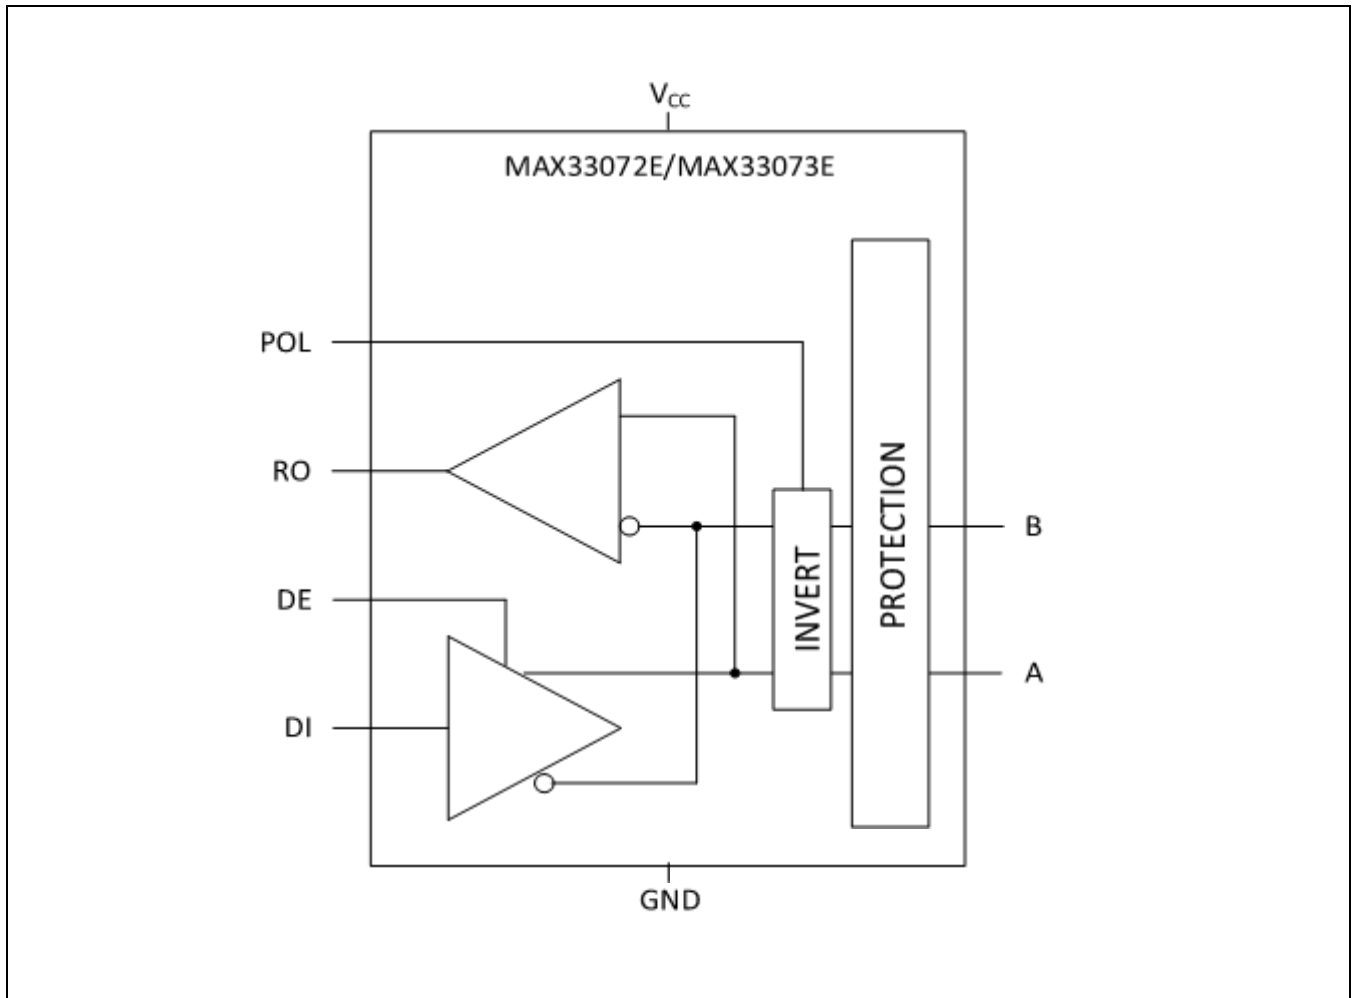 VCC
MAX33072E/MAX33073E
POL
RO
DE
DI
INVERT
PROTECTION
B
A
GND